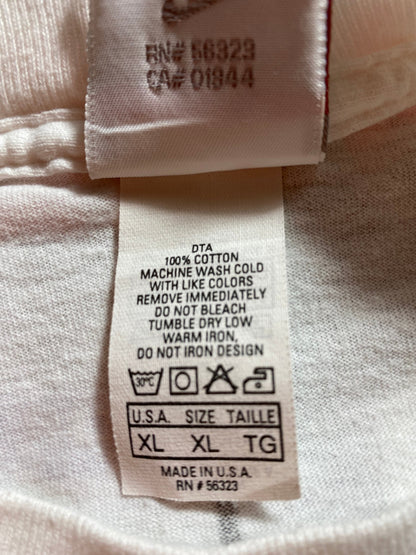 RN# 56323
CA# 01944
DTA
100% COTTON
MACHINE WASH COLD
WITH LIKE COLORS
REMOVE IMMEDIATELY
DO NOT BLEACH
TUMBLE DRY LOW
WARM IRON,
DO NOT IRON DESIGN
30°C
U.S.A. SIZE TAILLE
XL XL TG
MADE IN U.S.A.
RN # 56323